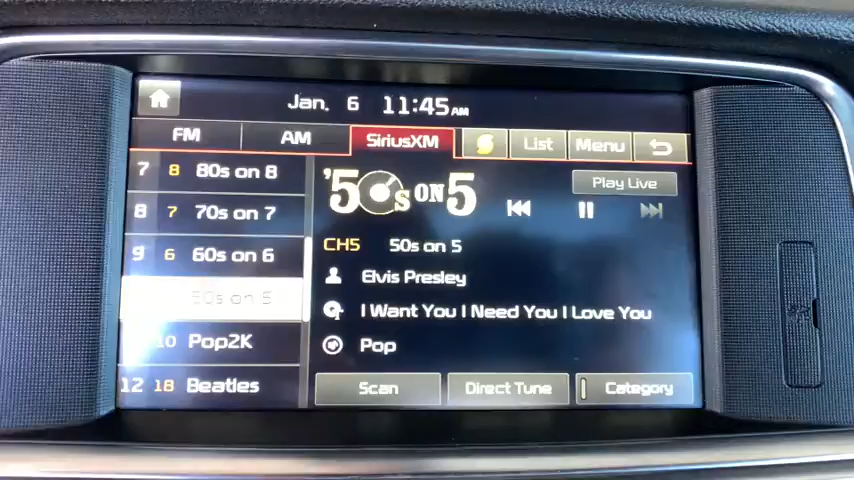 Jan. 6 11:45 AM
FM AM SiriusXM List Menu
7 8 80s on 8
8 7 70s on 7
9 6 60s on 6
50s on 5
10 Pop2K
12 18 Beatles
'50s ON 5
Play Live
CH5 50s on 5
Elvis Presley
I Want You I Need You I Love You
Pop
Scan Direct Tune Category